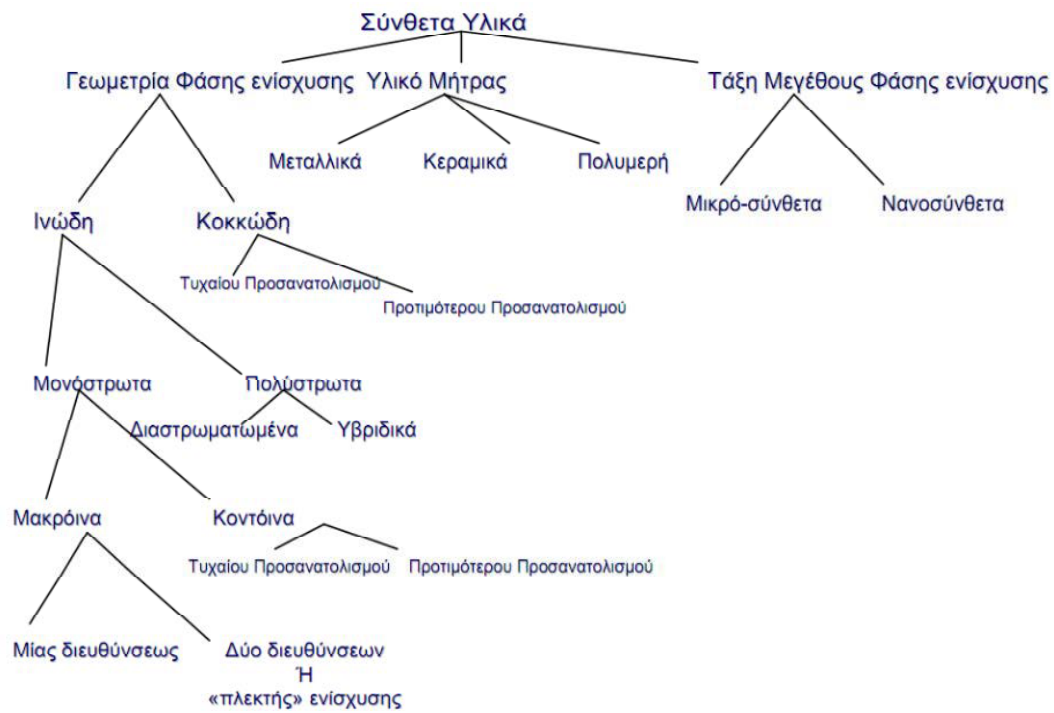 Σύνθετα Υλικά
Γεωμετρία Φάσης ενίσχυσης Υλικό Μήτρας Τάξη Μεγέθους Φάσης ενίσχυσης
Μεταλλικά Κεραμικά Πολυμερή
Μικρό-σύνθετα Νανοσύνθετα
Ινώδη Κοκκώδη
Τυχαίου Προσανατολισμού
Προτιμότερου Προσανατολισμού
Μονόστρωτα Πολύστρωτα
Διαστρωματωμένα Υβριδικά
Μακρόινα Κοντόινα
Τυχαίου Προσανατολισμού Προτιμότερου Προσανατολισμού
Μίας διευθύνσεως Δύο διευθύνσεων
Ή
«πλεκτής» ενίσχυσης